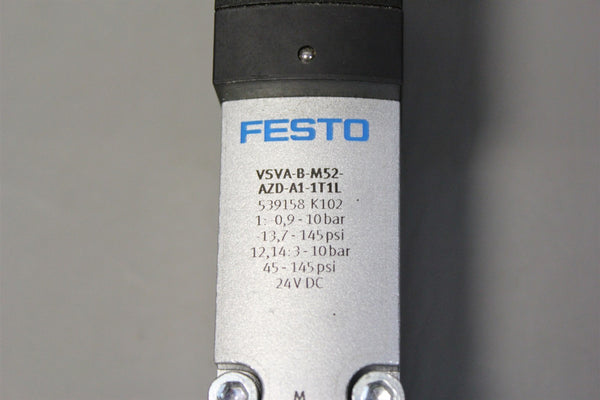 FESTO
VSVA-B-M52-
AZD-A1-1T1L
539158 K102
1: -0,9 - 10 bar
-13,7 - 145 psi
12,14: 3 - 10 bar
45 - 145 psi
24V DC
M